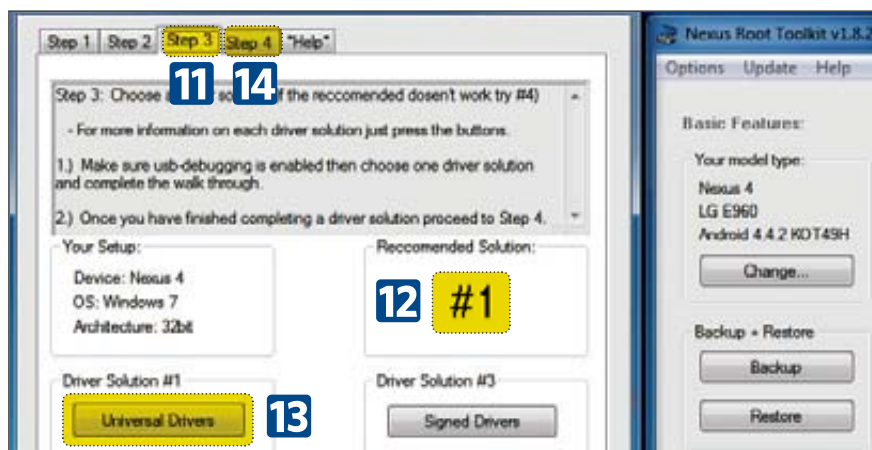 Step 1 Step 2 Step 3 Step 4 "Help"
11 14
Step 3: Choose a of the reccomended dosen't work try #4)
- For more information on each driver solution just press the buttons.
1.) Make sure usb-debugging is enabled then choose one driver solution
and complete the walk through.
2.) Once you have finished completing a driver solution proceed to Step 4.
Your Setup:
Device: Nexus 4
OS: Windows 7
Architecture: 32bit
Reccomended Solution:
12 #1
Driver Solution #1
Universal Drivers
13
Driver Solution #3
Signed Drivers
Nexus Root Toolkit v1.8.2
Options Update Help
Basic Features:
Your model type:
Nexus 4
LG E960
Android 4.4.2 KOT49H
Change...
Backup + Restore
Backup
Restore